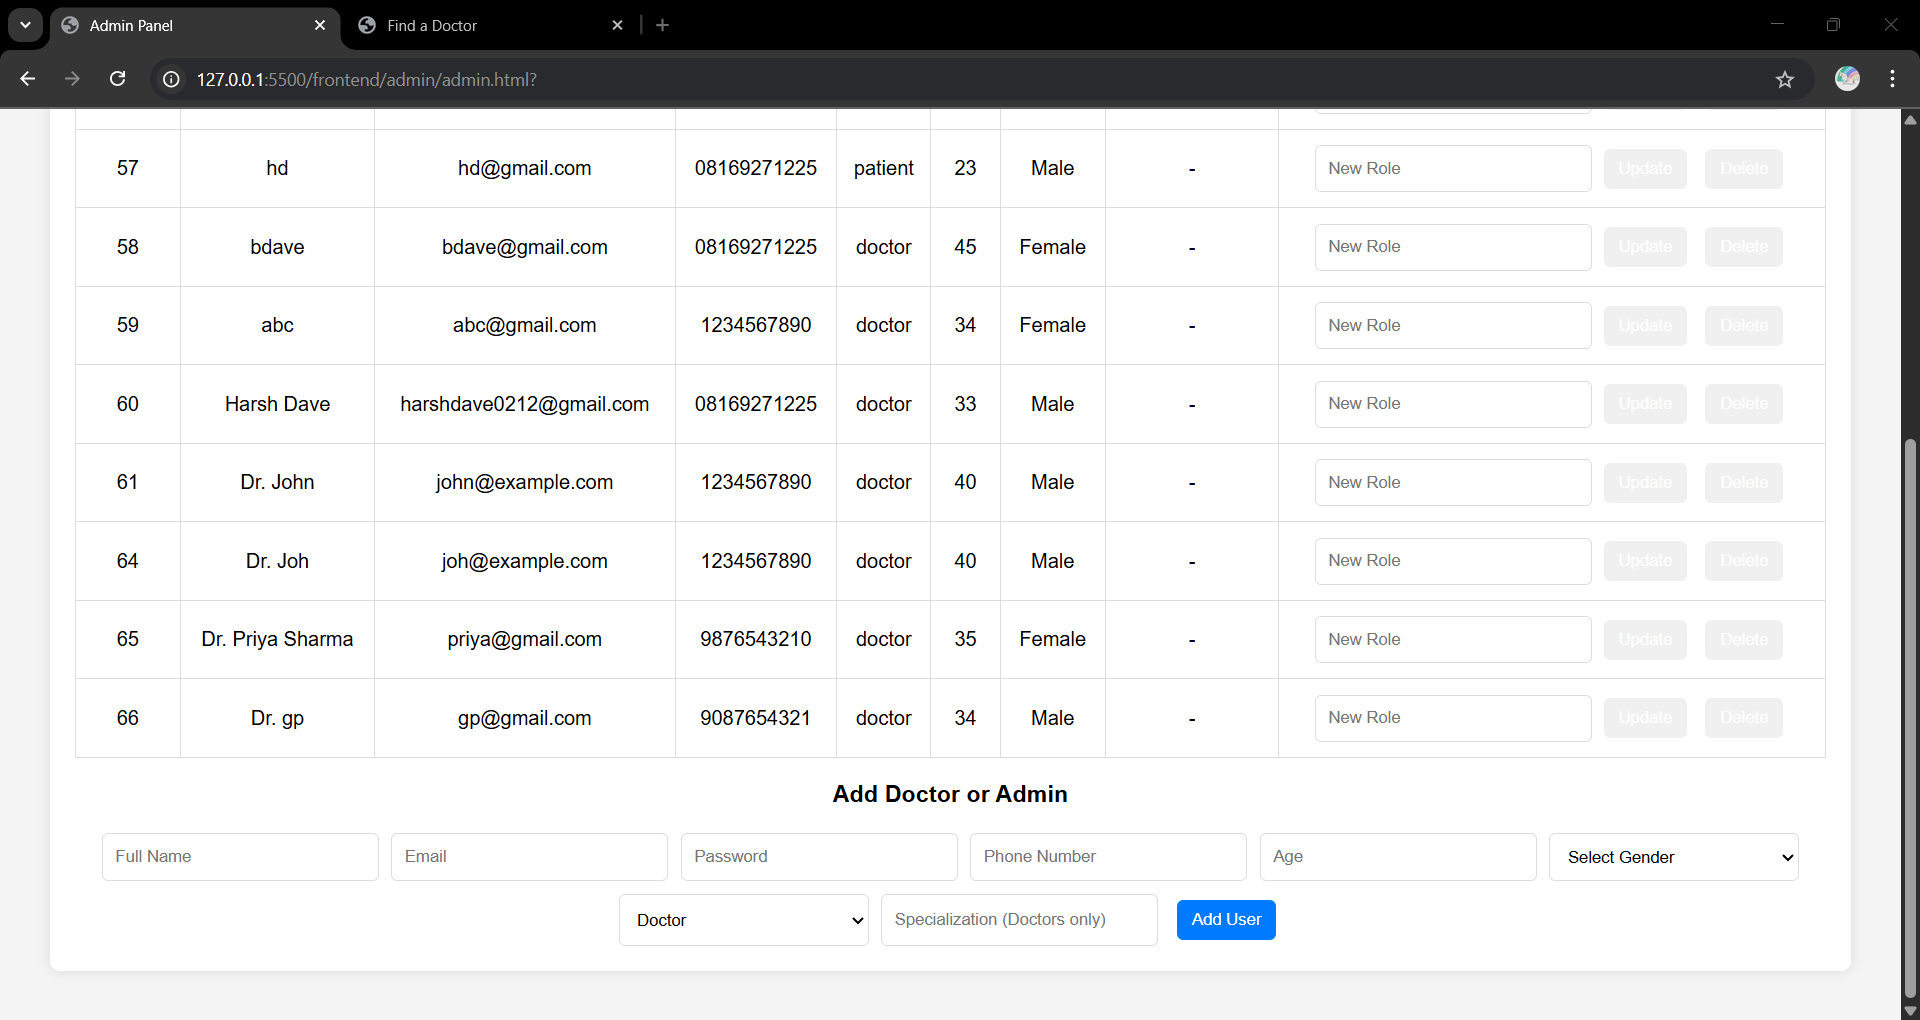 Admin Panel
Find a Doctor
127.0.0.1:5500/frontend/admin/admin.html?
57 hd hd@gmail.com 08169271225 patient 23 Male - New Role Update Delete
58 bdave bdave@gmail.com 08169271225 doctor 45 Female - New Role Update Delete
59 abc abc@gmail.com 1234567890 doctor 34 Female - New Role Update Delete
60 Harsh Dave harshdave0212@gmail.com 08169271225 doctor 33 Male - New Role Update Delete
61 Dr. John john@example.com 1234567890 doctor 40 Male - New Role Update Delete
64 Dr. Joh joh@example.com 1234567890 doctor 40 Male - New Role Update Delete
65 Dr. Priya Sharma priya@gmail.com 9876543210 doctor 35 Female - New Role Update Delete
66 Dr. gp gp@gmail.com 9087654321 doctor 34 Male - New Role Update Delete
Add Doctor or Admin
Full Name Email Password Phone Number Age Select Gender
Doctor Specialization (Doctors only) Add User